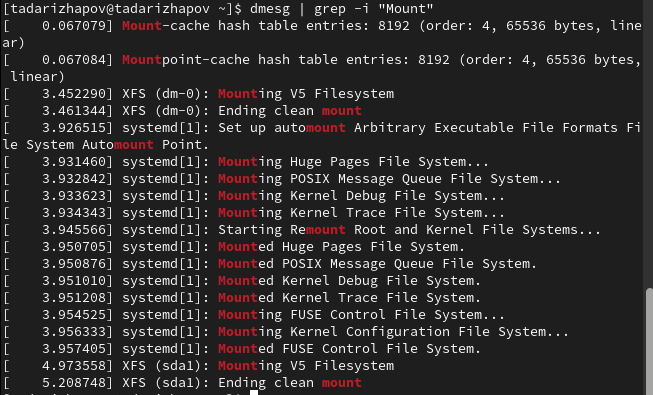 [tadarizhapov@tadarizhapov ~]$ dmesg | grep -i "Mount"
[    0.067079] Mount-cache hash table entries: 8192 (order: 4, 65536 bytes, line
ar)
[    0.067084] Mountpoint-cache hash table entries: 8192 (order: 4, 65536 bytes,
 linear)
[    3.452290] XFS (dm-0): Mounting V5 Filesystem
[    3.461344] XFS (dm-0): Ending clean mount
[    3.926515] systemd[1]: Set up automount Arbitrary Executable File Formats Fi
le System Automount Point.
[    3.931460] systemd[1]: Mounting Huge Pages File System...
[    3.932842] systemd[1]: Mounting POSIX Message Queue File System...
[    3.933623] systemd[1]: Mounting Kernel Debug File System...
[    3.934343] systemd[1]: Mounting Kernel Trace File System...
[    3.945566] systemd[1]: Starting Remount Root and Kernel File Systems...
[    3.950705] systemd[1]: Mounted Huge Pages File System.
[    3.950876] systemd[1]: Mounted POSIX Message Queue File System.
[    3.951010] systemd[1]: Mounted Kernel Debug File System.
[    3.951208] systemd[1]: Mounted Kernel Trace File System.
[    3.954525] systemd[1]: Mounting FUSE Control File System...
[    3.956333] systemd[1]: Mounting Kernel Configuration File System...
[    3.957405] systemd[1]: Mounted FUSE Control File System.
[    4.973558] XFS (sda1): Mounting V5 Filesystem
[    5.208748] XFS (sda1): Ending clean mount